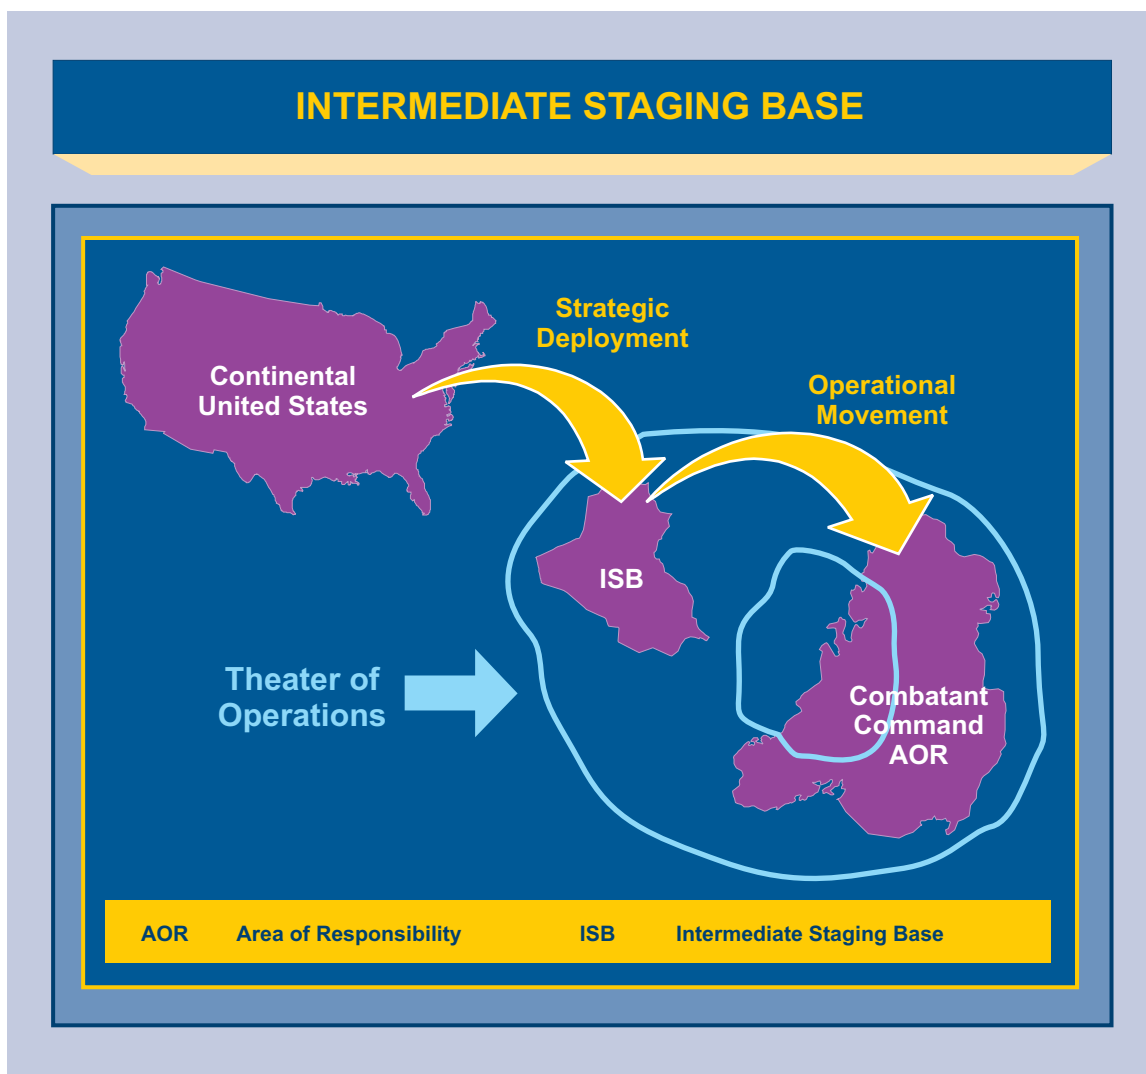 INTERMEDIATE STAGING BASE
Strategic
Deployment
Continental
United States
Operational
Movement
ISB
Theater of
Operations
Combatant
Command
AOR
AOR Area of Responsibility ISB Intermediate Staging Base